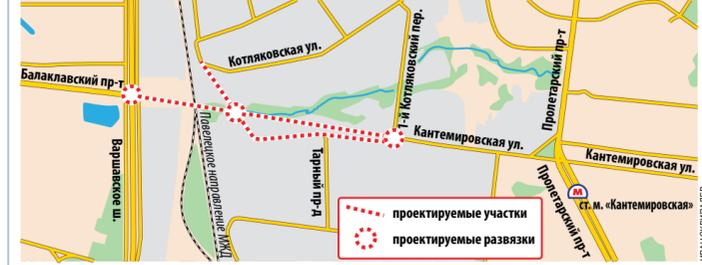 Котляковская ул.
1-й Котляковский пер.
Пролетарский пр-т
Балаклавский пр-т
Варшавское ш.
Павелецкое направление МЖД
Тарный пр-д
Кантемировская ул.
Кантемировская ул.
Пролетарский пр-т
М
ст. м. «Кантемировская»
проектируемые участки
проектируемые развязки